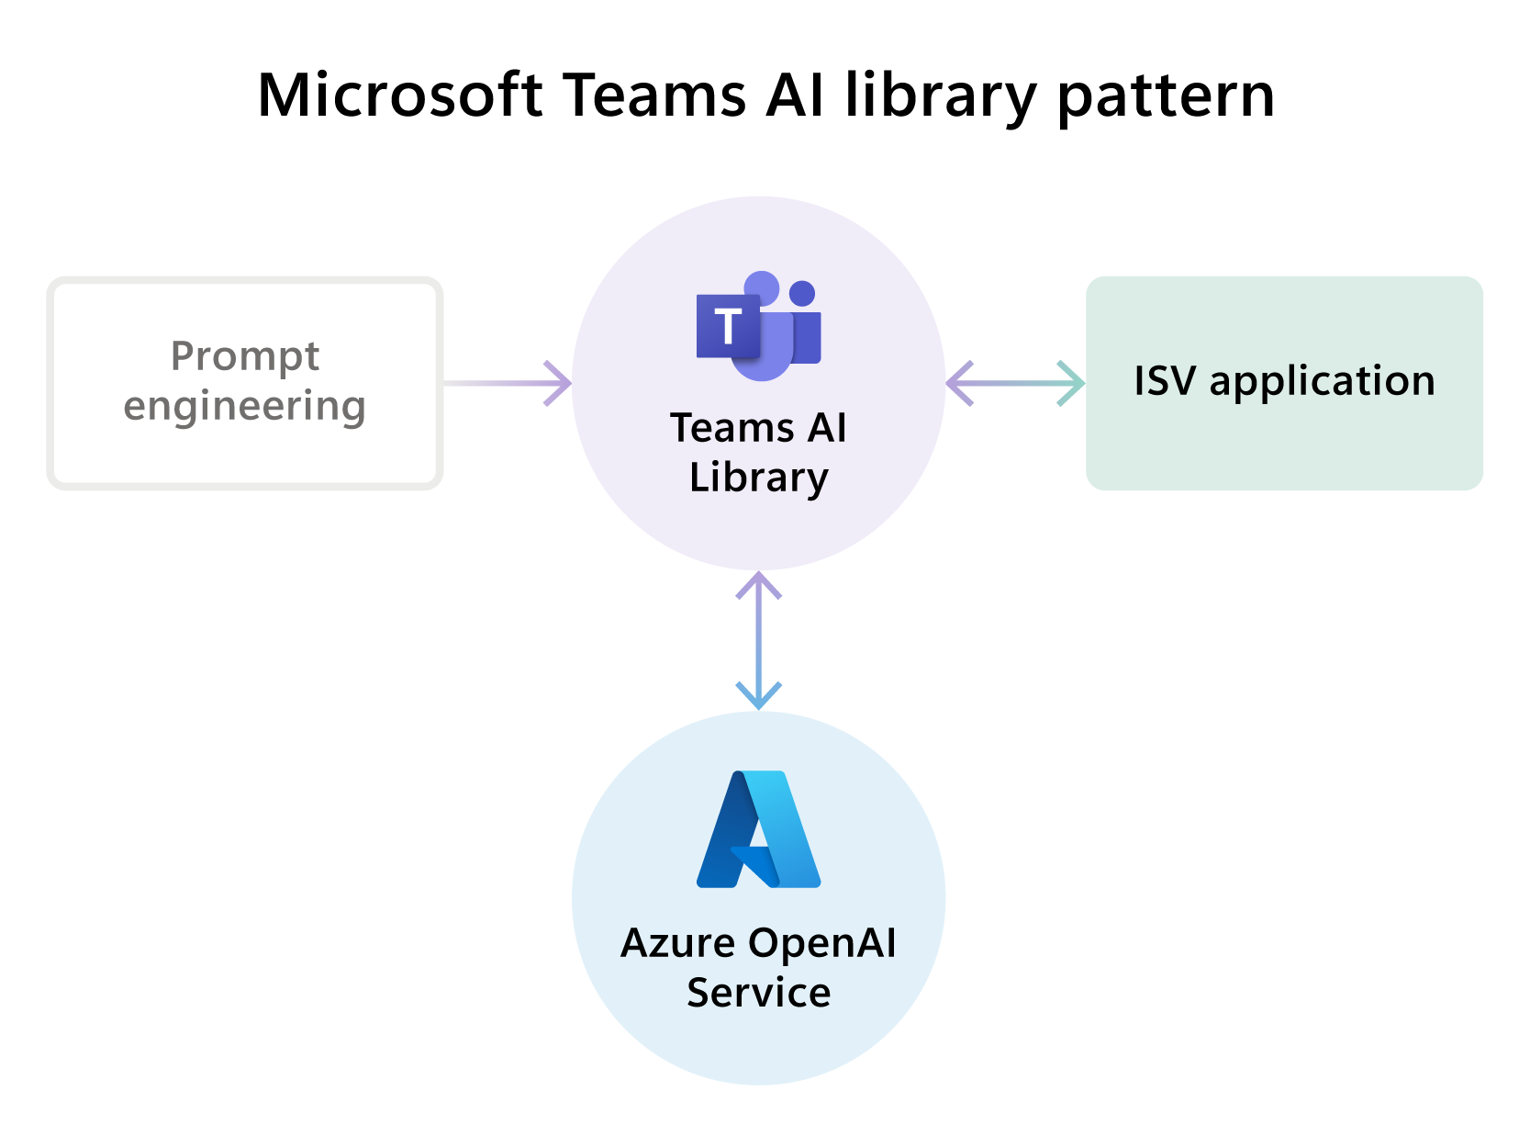 Microsoft Teams AI library pattern
Prompt
engineering
T
Teams AI
Library
ISV application
Azure OpenAI
Service